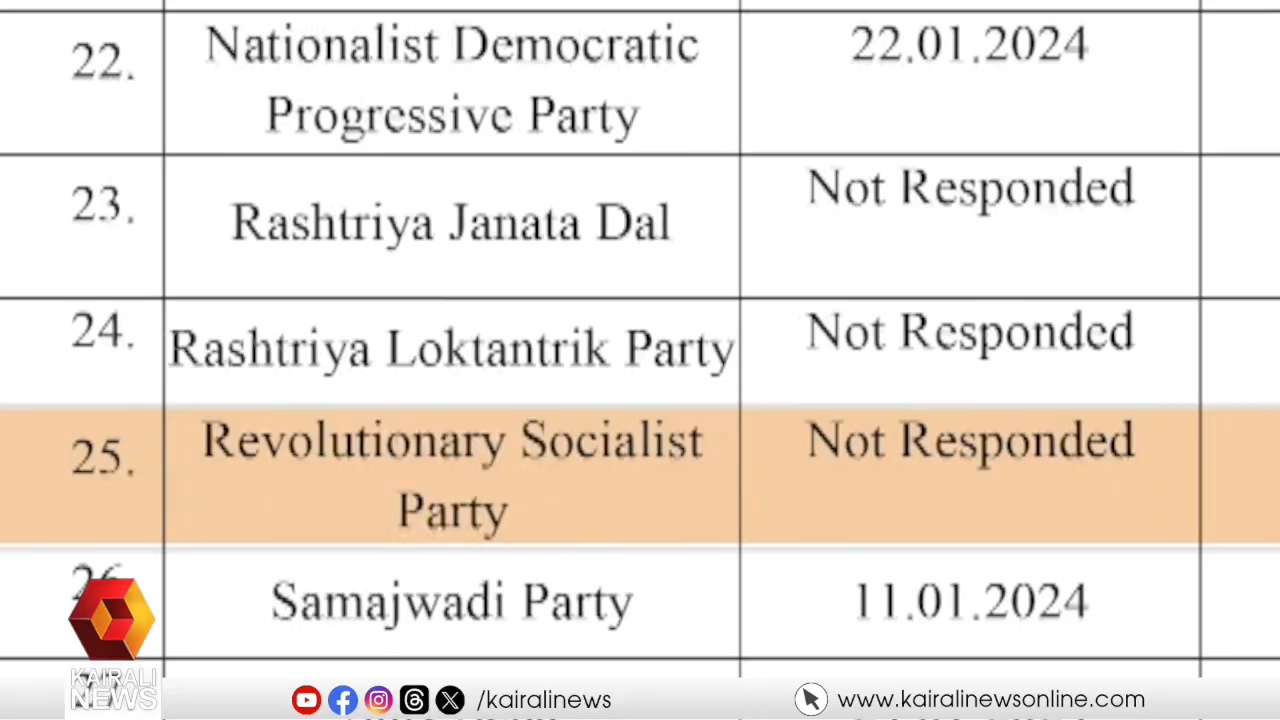 22.
Nationalist Democratic
Progressive Party
22.01.2024
23.
Rashtriya Janata Dal
Not Responded
24.
Rashtriya Loktantrik Party
Not Responded
25.
Revolutionary Socialist
Party
Not Responded
26.
Samajwadi Party
11.01.2024
KAIRALI
NEWS
/kairalinews
www.kairalinewsonline.com